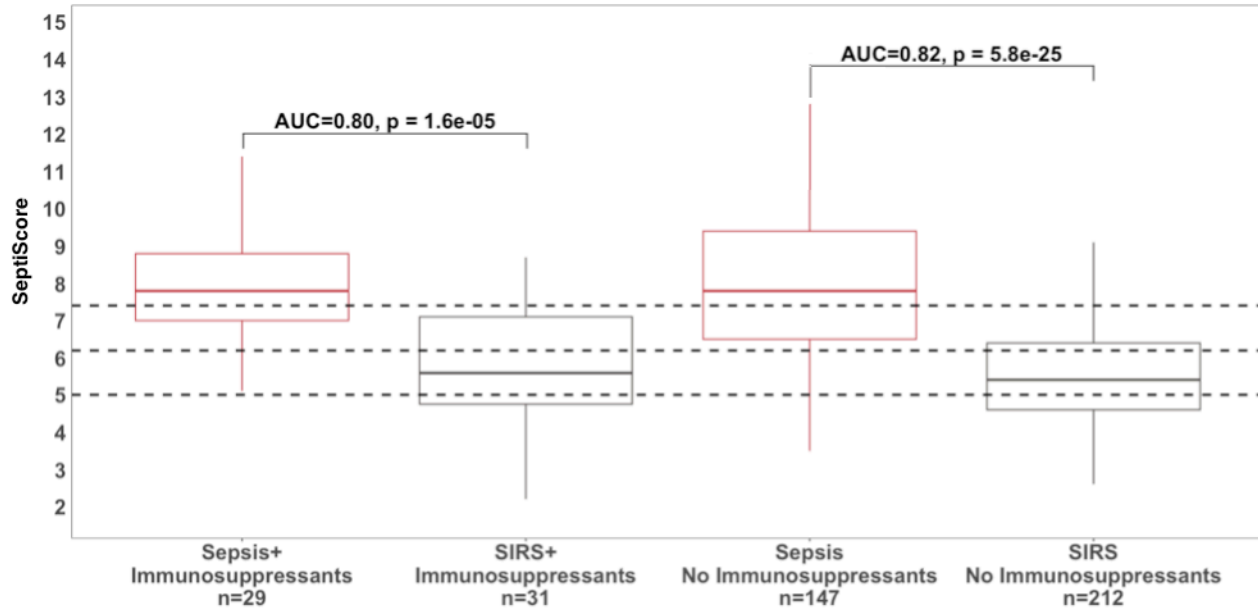 AUC=0.82, p = 5.8e-25
AUC=0.80, p = 1.6e-05
SeptiScore
15
14
13
12
11
10
9
8
7
6
5
4
3
2
Sepsis+
Immunosuppressants
n=29
SIRS+
Immunosuppressants
n=31
Sepsis
No Immunosuppressants
n=147
SIRS
No Immunosuppressants
n=212